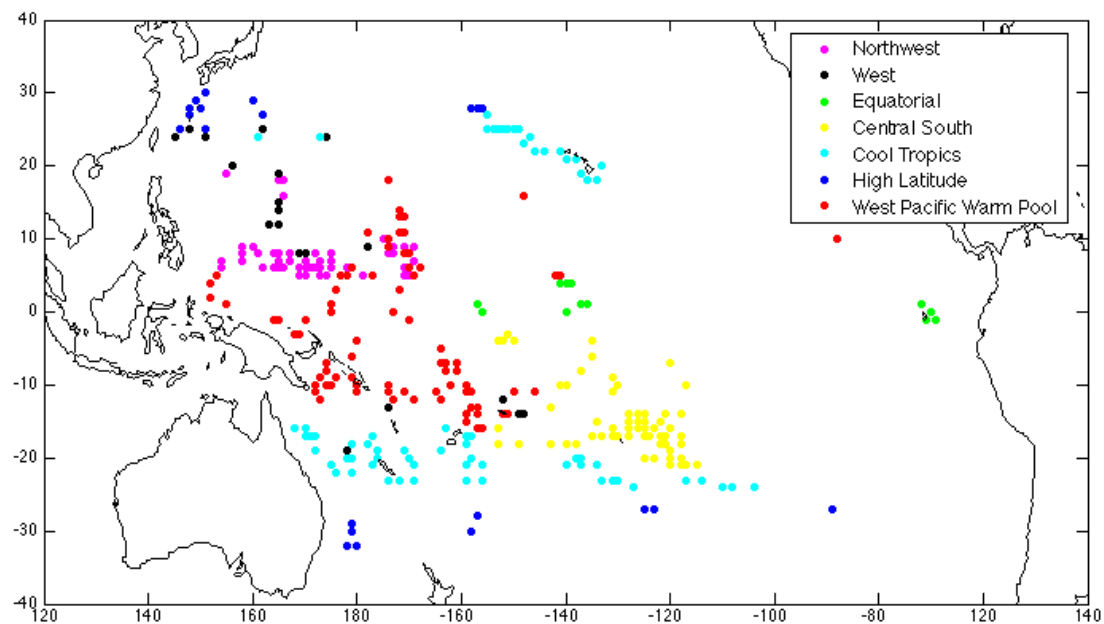 40
30
20
10
0
-10
-20
-30
-40
120
140
160
180
-160
-140
-120
-100
-80
120
140
Northwest
West
Equatorial
Central South
Cool Tropics
High Latitude
West Pacific Warm Pool